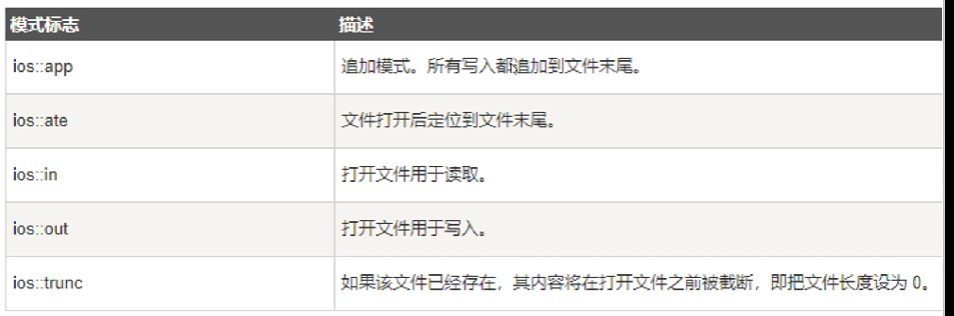 模式标志 描述
ios::app 追加模式。所有写入都追加到文件末尾。
ios::ate 文件打开后定位到文件末尾。
ios::in 打开文件用于读取。
ios::out 打开文件用于写入。
ios::trunc 如果该文件已经存在，其内容将在打开文件之前被截断，即把文件长度设为 0。